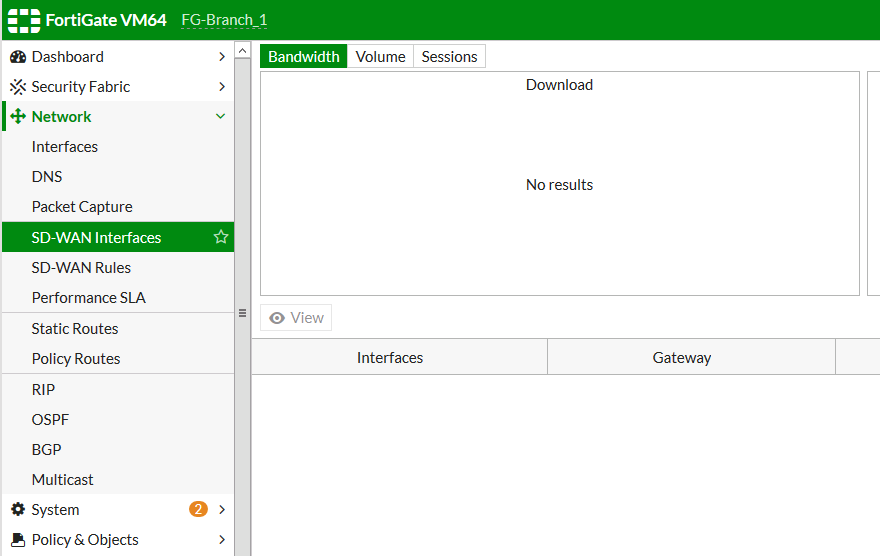 FortiGate VM64 FG-Branch_1
Dashboard
Security Fabric
Network
Interfaces
DNS
Packet Capture
SD-WAN Interfaces
SD-WAN Rules
Performance SLA
Static Routes
Policy Routes
RIP
OSPF
BGP
Multicast
System 2
Policy & Objects
Bandwidth Volume Sessions
Download
No results
View
Interfaces Gateway